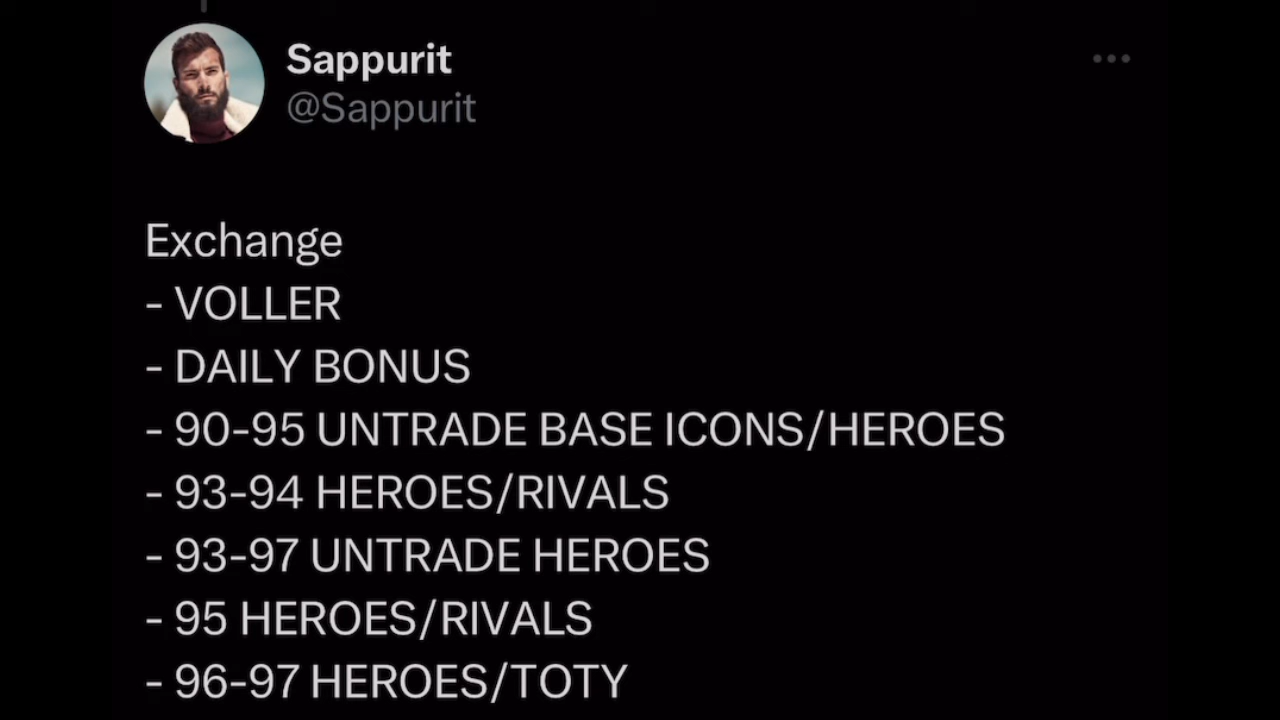 Sappurit
@Sappurit
Exchange
- VOLLER
- DAILY BONUS
- 90-95 UNTRADE BASE ICONS/HEROES
- 93-94 HEROES/RIVALS
- 93-97 UNTRADE HEROES
- 95 HEROES/RIVALS
- 96-97 HEROES/TOTY